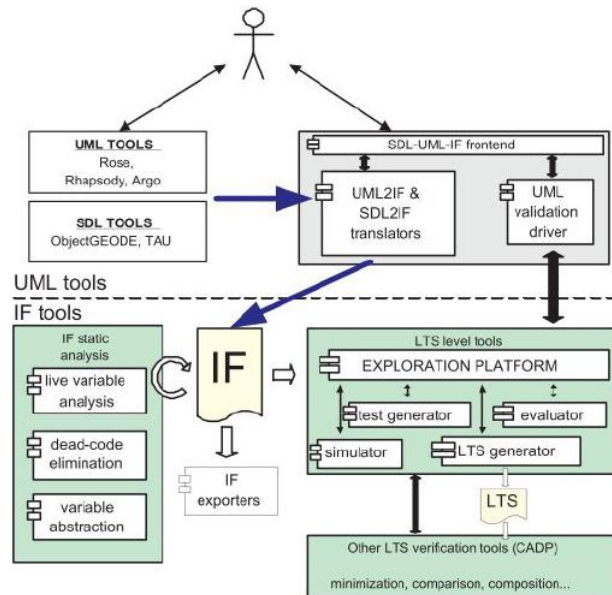 UML TOOLS
Rose,
Rhapsody, Argo
SDL TOOLS
ObjectGEODE, TAU
SDL-UML-IF frontend
UML2IF &
SDL2IF
translators
UML
validation
driver
UML tools
IF tools
IF static
analysis
live variable
analysis
dead-code
elimination
variable
abstraction
IF
IF
exporters
LTS level tools
EXPLORATION PLATFORM
test generator
evaluator
simulator
LTS generator
LTS
Other LTS verification tools (CADP)
minimization, comparison, composition...